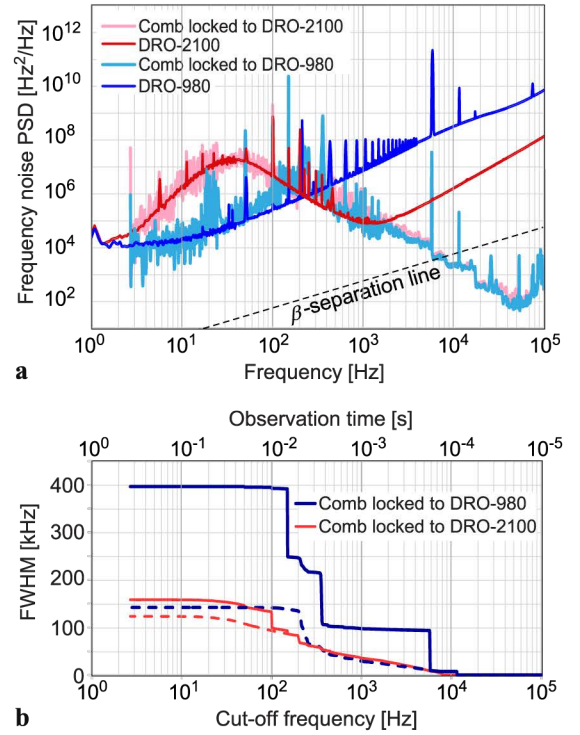 Frequency noise PSD [Hz²/Hz]
10¹²
10¹⁰
10⁸
10⁶
10⁴
10²
Comb locked to DRO-2100
DRO-2100
Comb locked to DRO-980
DRO-980
β-separation line
10⁰ 10¹ 10² 10³ 10⁴ 10⁵
a
Frequency [Hz]
Observation time [s]
10⁰ 10⁻¹ 10⁻² 10⁻³ 10⁻⁴ 10⁻⁵
FWHM [kHz]
400
300
200
100
0
Comb locked to DRO-980
Comb locked to DRO-2100
10⁰ 10¹ 10² 10³ 10⁴ 10⁵
b
Cut-off frequency [Hz]